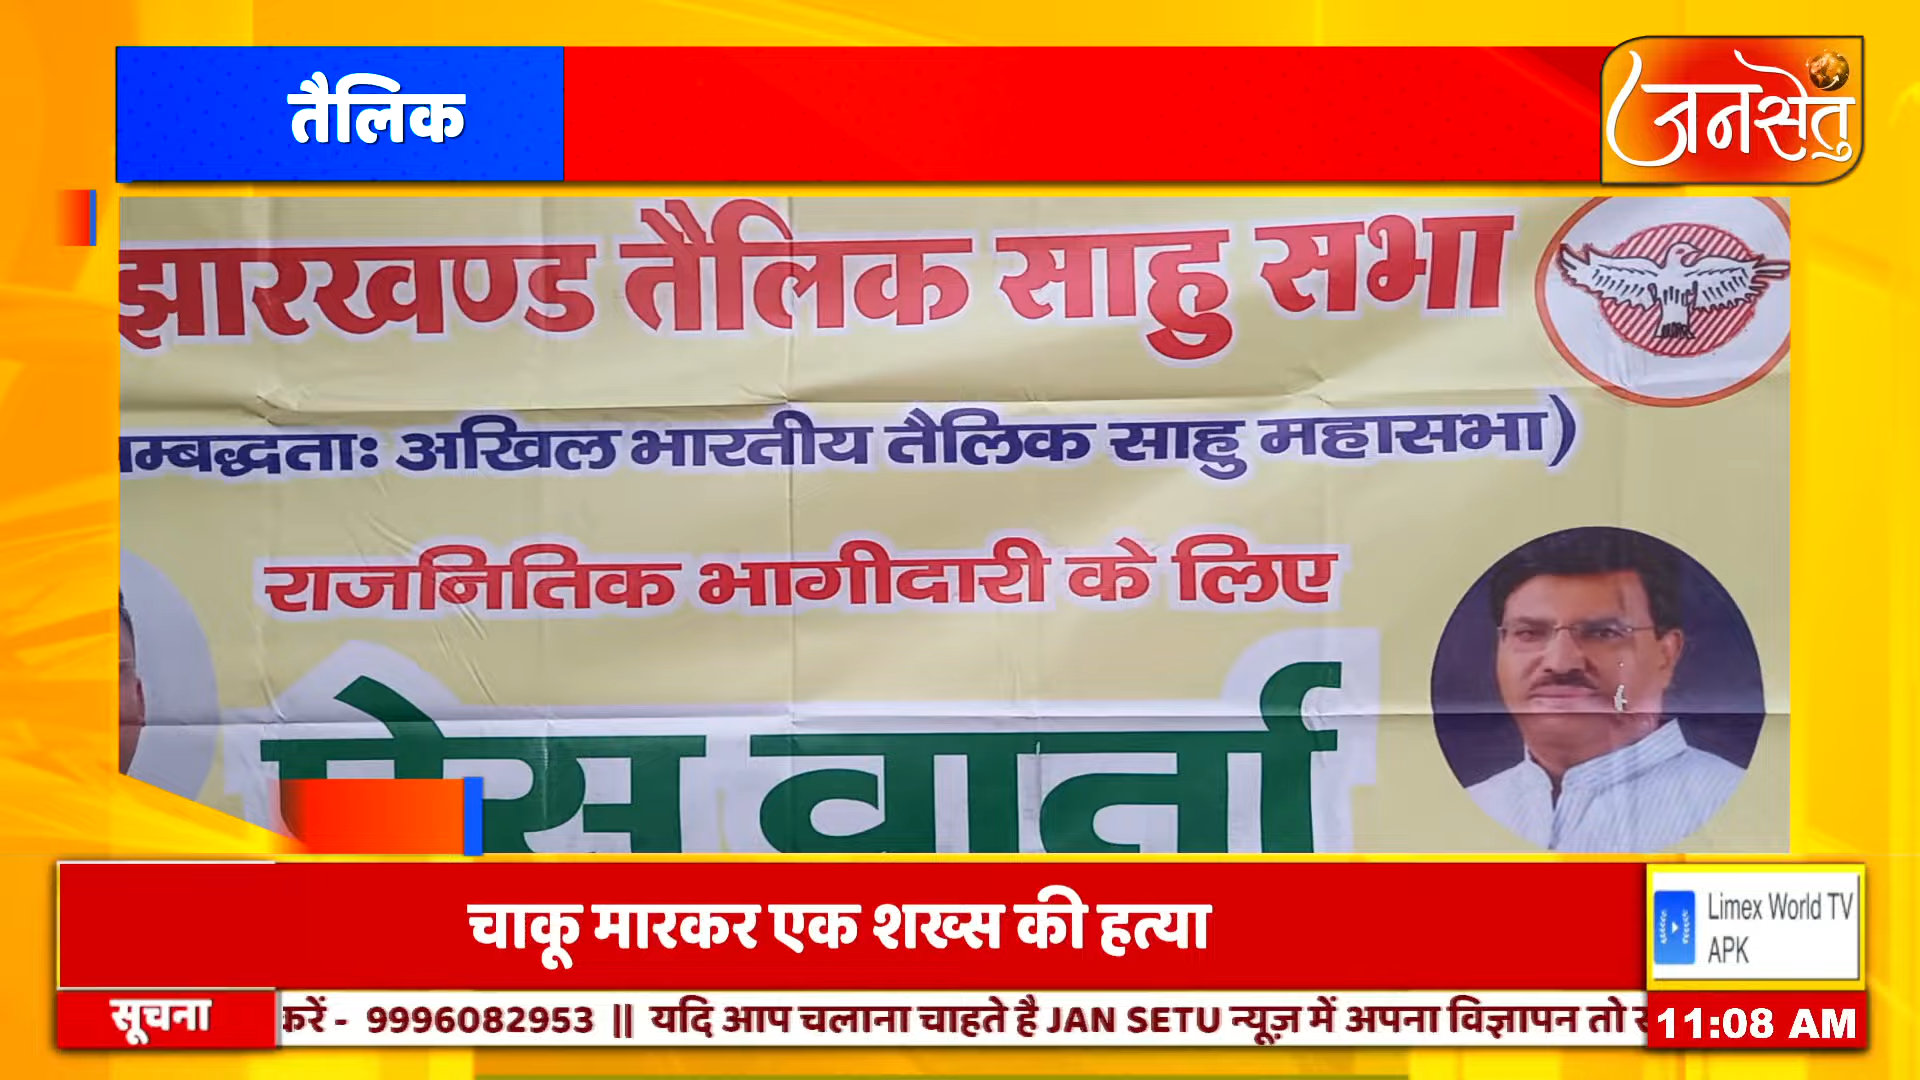 तैलिक
जनसेतु
झारखण्ड तैलिक साहु सभा
म्बद्धताः अखिल भारतीय तैलिक साहु महासभा)
राजनितिक भागीदारी के लिए
वार्ता
चाकू मारकर एक शख्स की हत्या
Limex World TV
APK
सूचना
करें - 9996082953 || यदि आप चलाना चाहते है JAN SETU न्यूज़ में अपना विज्ञापन तो
11:08 AM